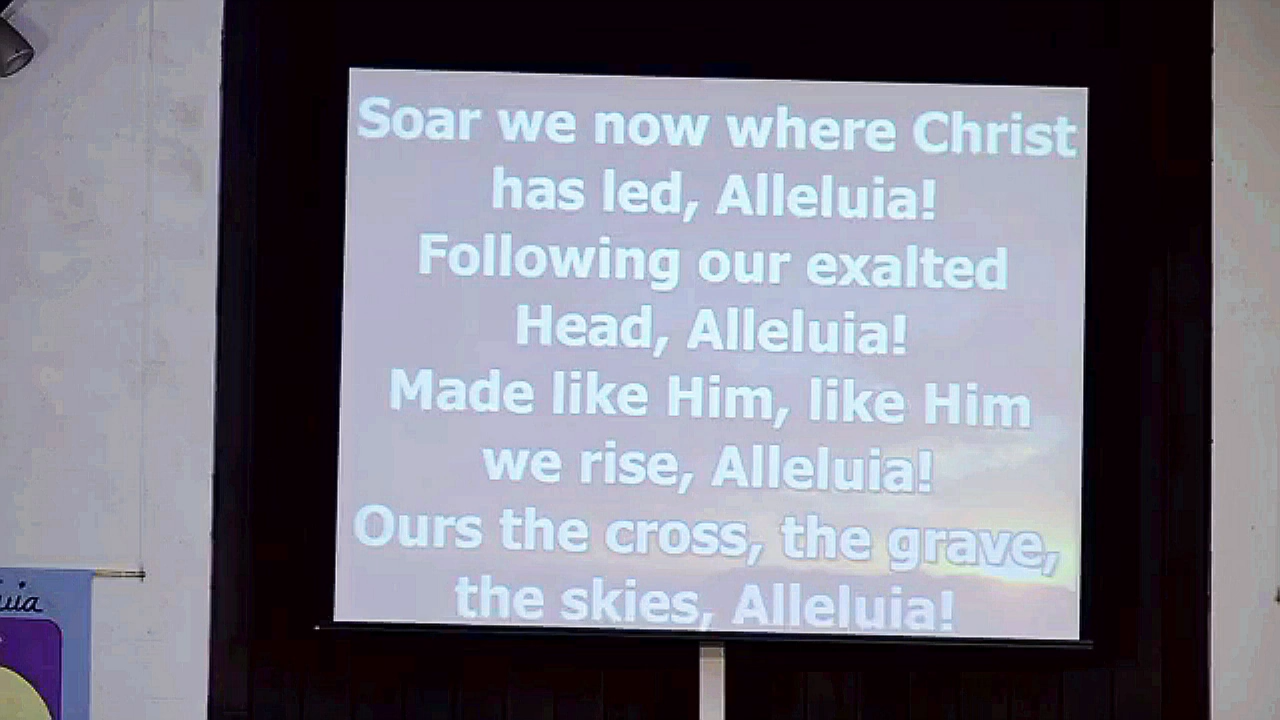 Soar we now where Christ
has led, Alleluia!
Following our exalted
Head, Alleluia!
Made like Him, like Him
we rise, Alleluia!
Ours the cross, the grave,
the skies, Alleluia!